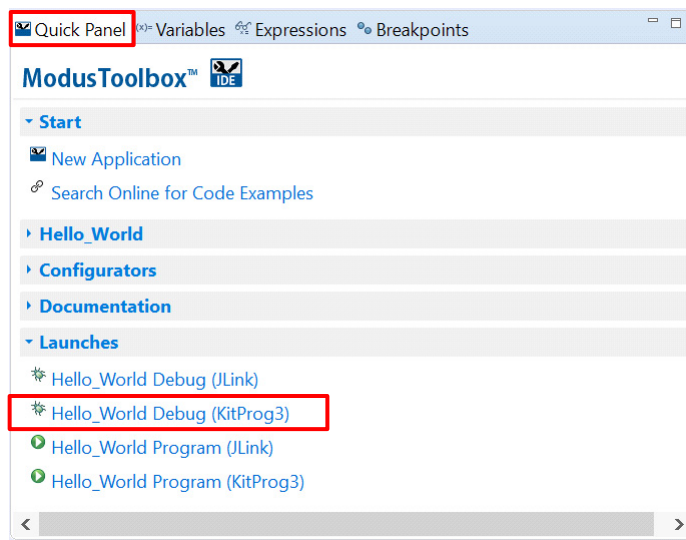 Quick Panel (x)= Variables Expressions Breakpoints
ModusToolbox™ IDE
Start
New Application
Search Online for Code Examples
Hello_World
Configurators
Documentation
Launches
Hello_World Debug (JLink)
Hello_World Debug (KitProg3)
Hello_World Program (JLink)
Hello_World Program (KitProg3)